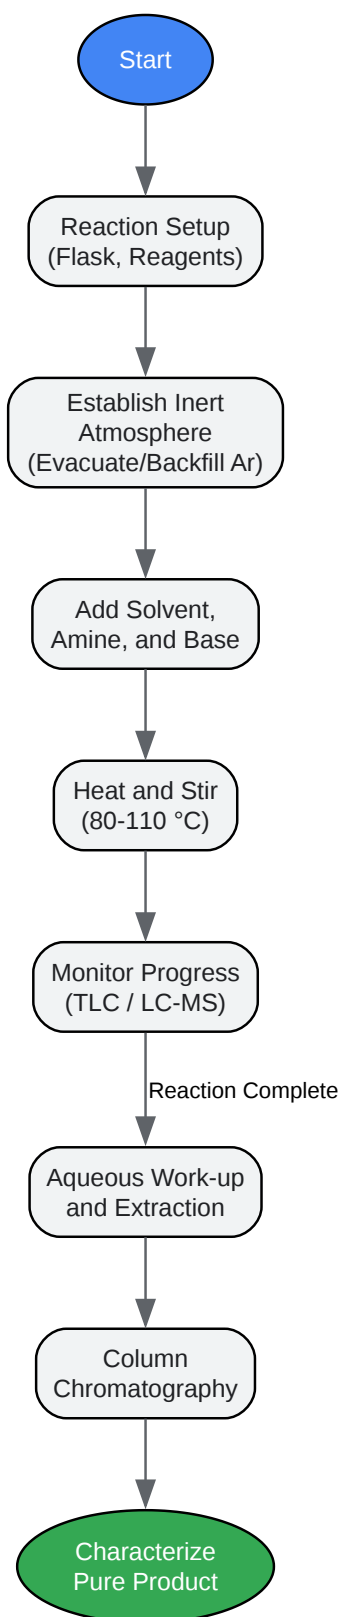 Start
Reaction Setup
(Flask, Reagents)
Establish Inert
Atmosphere
(Evacuate/Backfill Ar)
Add Solvent,
Amine, and Base
Heat and Stir
(80-110 °C)
Monitor Progress
(TLC / LC-MS)
Reaction Complete
Aqueous Work-up
and Extraction
Column
Chromatography
Characterize
Pure Product